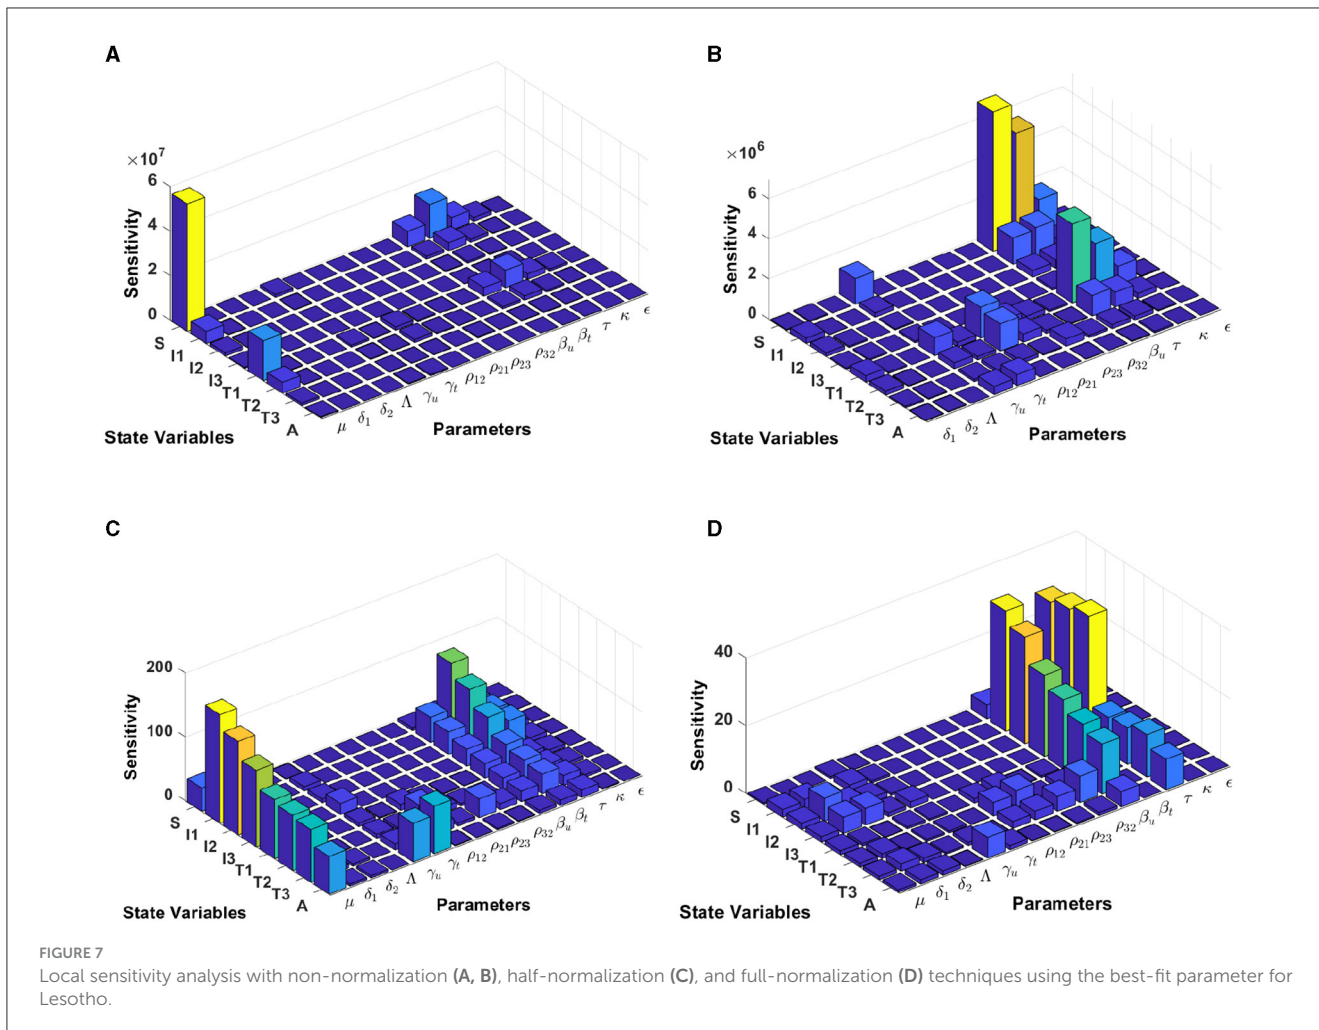 A
×10⁷
6
4
2
0
Sensitivity
S
I1
I2
I3
T1
T2
T3
A
State Variables
μ
δ₁
δ₂
Λ
γᵤ
γₜ
ρ₁₂
ρ₂₁
ρ₂₃
ρ₃₂
βᵤ
βₜ
τ
κ
ϵ
Parameters
B
×10⁶
6
4
2
0
Sensitivity
S
I1
I2
I3
T1
T2
T3
A
State Variables
δ₁
δ₂
Λ
γᵤ
γₜ
ρ₁₂
ρ₂₁
ρ₂₃
ρ₃₂
βᵤ
τ
κ
ϵ
Parameters
C
200
100
0
Sensitivity
S
I1
I2
I3
T1
T2
T3
A
State Variables
μ
δ₁
δ₂
Λ
γᵤ
γₜ
ρ₁₂
ρ₂₁
ρ₂₃
ρ₃₂
βᵤ
βₜ
τ
κ
ϵ
Parameters
D
40
20
0
Sensitivity
S
I1
I2
I3
T1
T2
T3
A
State Variables
μ
δ₁
δ₂
Λ
γᵤ
γₜ
ρ₁₂
ρ₂₁
ρ₂₃
ρ₃₂
βᵤ
βₜ
τ
κ
ϵ
Parameters
FIGURE 7
Local sensitivity analysis with non-normalization (A, B), half-normalization (C), and full-normalization (D) techniques using the best-fit parameter for
Lesotho.